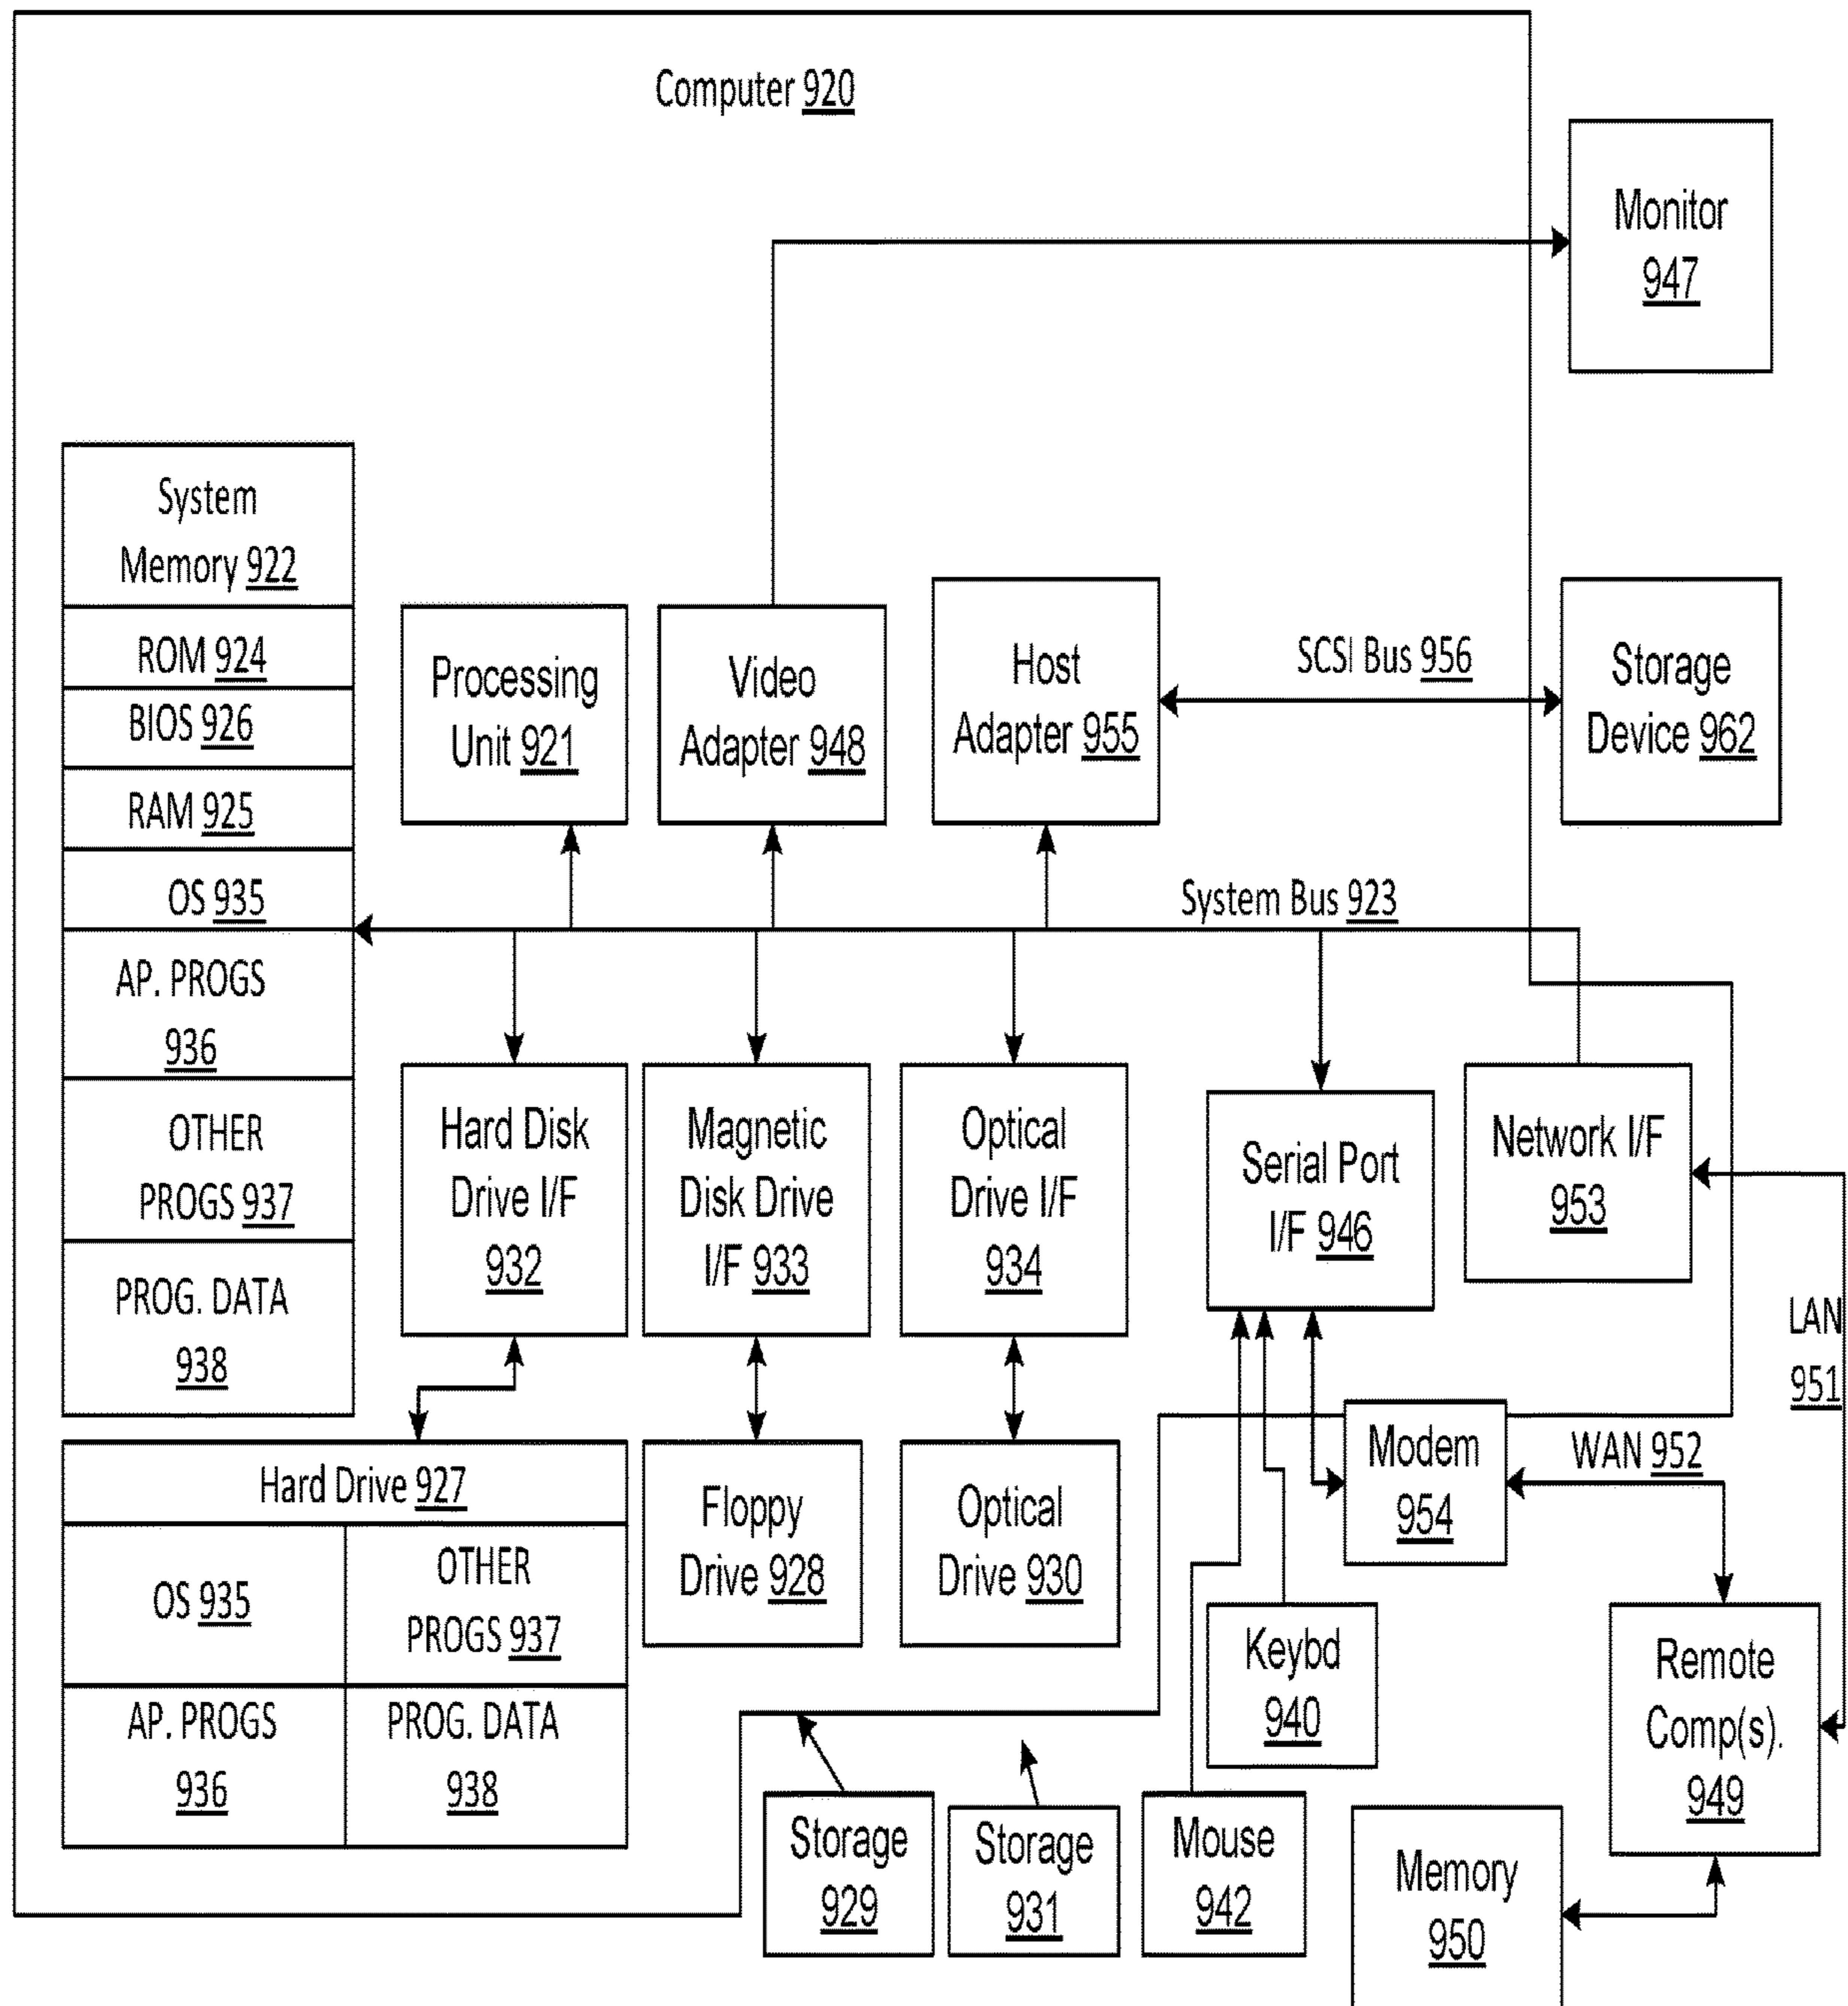 Computer 920
Monitor
947
System
Memory 922
ROM 924
BIOS 926
RAM 925
OS 935
AP. PROGS
936
OTHER
PROGS 937
PROG. DATA
938
Processing
Unit 921
Video
Adapter 948
Host
Adapter 955
SCSI Bus 956
Storage
Device 962
System Bus 923
Hard Disk
Drive I/F
932
Magnetic
Disk Drive
I/F 933
Optical
Drive I/F
934
Serial Port
I/F 946
Network I/F
953
LAN
951
Hard Drive 927
OS 935
OTHER
PROGS 937
AP. PROGS
936
PROG. DATA
938
Floppy
Drive 928
Optical
Drive 930
Modem
954
WAN 952
Keybd
940
Remote
Comp(s).
949
Storage
929
Storage
931
Mouse
942
Memory
950